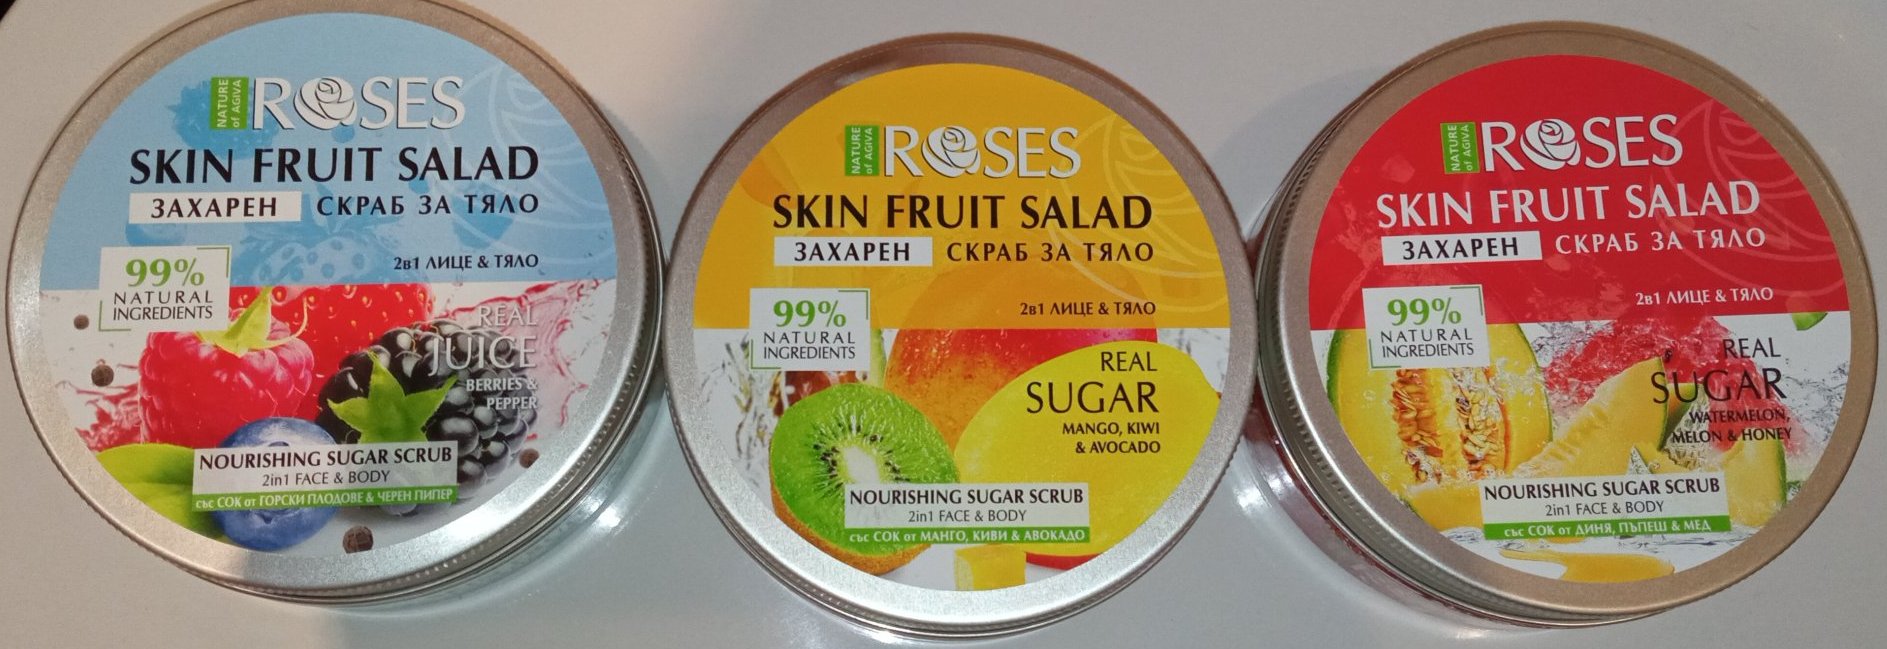 NATURE
of AGIVA
ROSES
SKIN FRUIT SALAD
ЗАХАРЕН СКРАБ ЗА ТЯЛО
2в1 ЛИЦЕ & ТЯЛО
99%
NATURAL
INGREDIENTS
REAL
JUICE
BERRIES &
PEPPER
NOURISHING SUGAR SCRUB
2in1 FACE & BODY
със СОК от ГОРСКИ ПЛОДОВЕ & ЧЕРЕН ПИПЕР
NATURE
of AGIVA
ROSES
SKIN FRUIT SALAD
ЗАХАРЕН СКРАБ ЗА ТЯЛО
2в1 ЛИЦЕ & ТЯЛО
99%
NATURAL
INGREDIENTS
REAL
SUGAR
MANGO, KIWI
& AVOCADO
NOURISHING SUGAR SCRUB
2in1 FACE & BODY
със СОК от МАНГО, КИВИ & АВОКАДО
NATURE
of AGIVA
ROSES
SKIN FRUIT SALAD
ЗАХАРЕН СКРАБ ЗА ТЯЛО
2в1 ЛИЦЕ & ТЯЛО
99%
NATURAL
INGREDIENTS
REAL
SUGAR
WATERMELON,
MELON & HONEY
NOURISHING SUGAR SCRUB
2in1 FACE & BODY
със СОК от ДИНЯ, ПЪПЕШ & МЕД